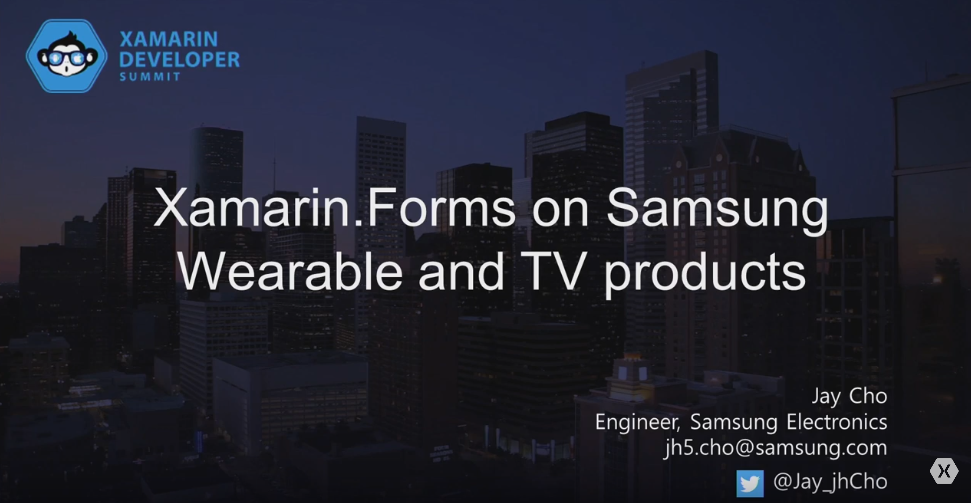 XAMARIN
DEVELOPER
SUMMIT
Xamarin.Forms on Samsung
Wearable and TV products
Jay Cho
Engineer, Samsung Electronics
jh5.cho@samsung.com
@Jay_jhCho